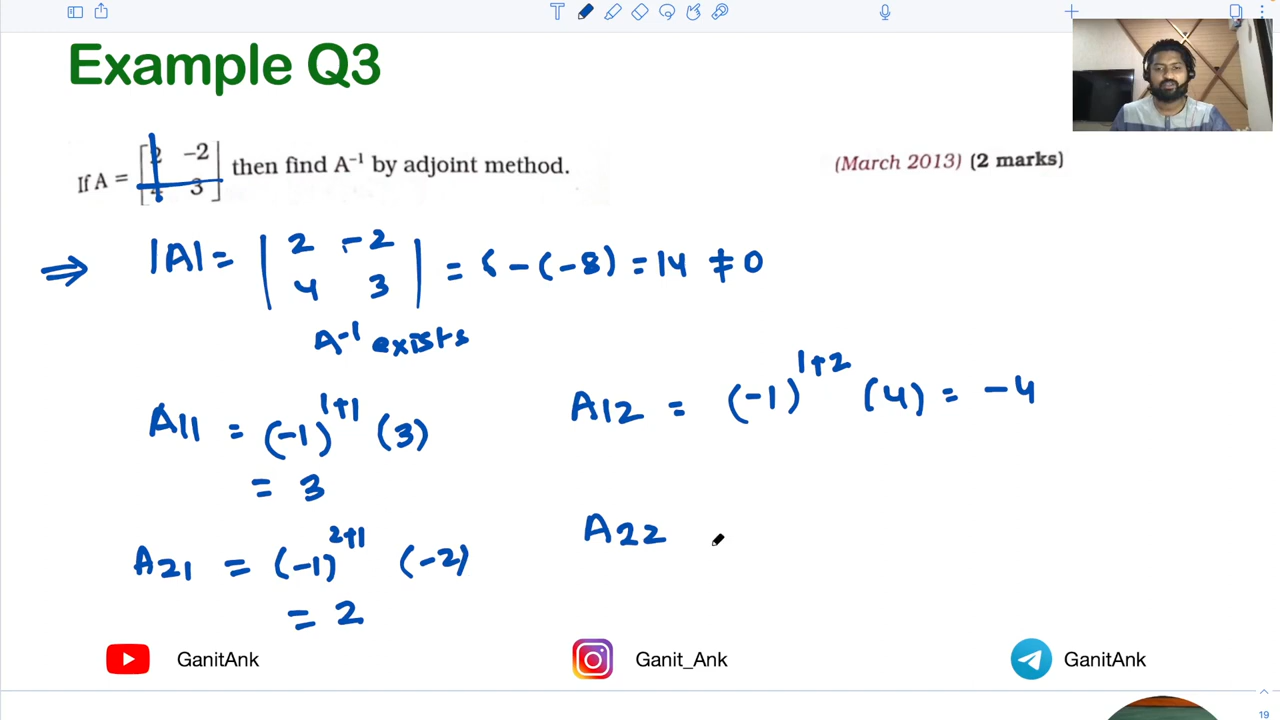 Example Q3
If A = [2 -2
4 3] then find A⁻¹ by adjoint method. (March 2013) (2 marks)
⇒ |A| = | 2 -2
4 3 | = 6 - (-8) = 14 ≠ 0
A⁻¹ exists
A11 = (-1)¹⁺¹ (3)
= 3
A12 = (-1)¹⁺² (4) = -4
A21 = (-1)²⁺¹ (-2)
= 2
A22
GanitAnk
Ganit_Ank
GanitAnk
19